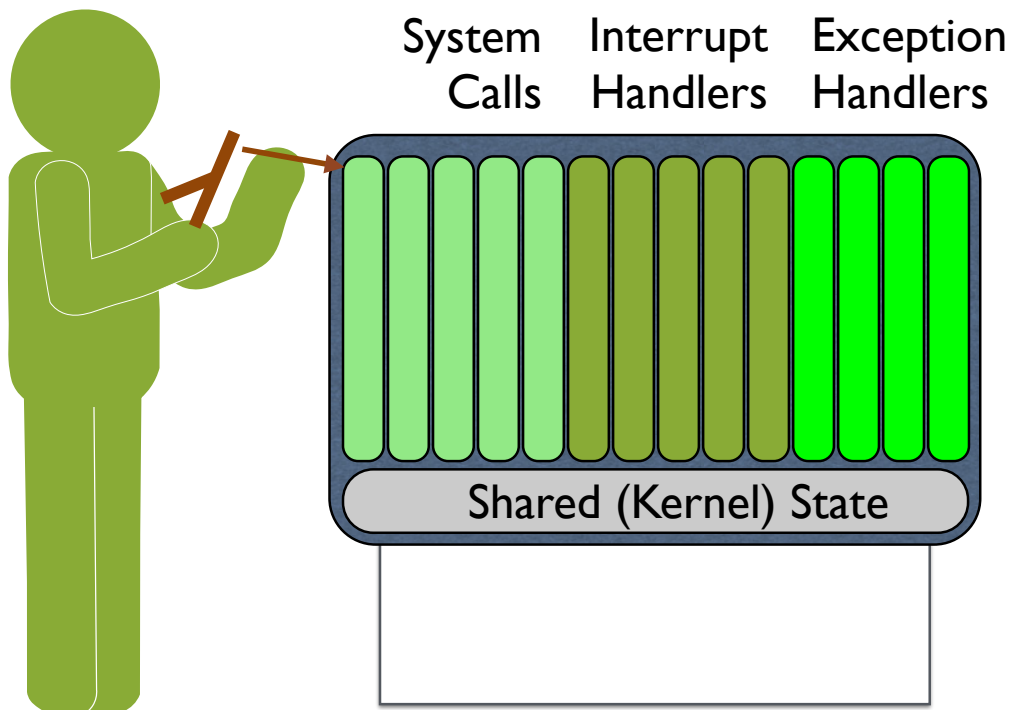 System Calls
Interrupt Handlers
Exception Handlers
Shared (Kernel) State